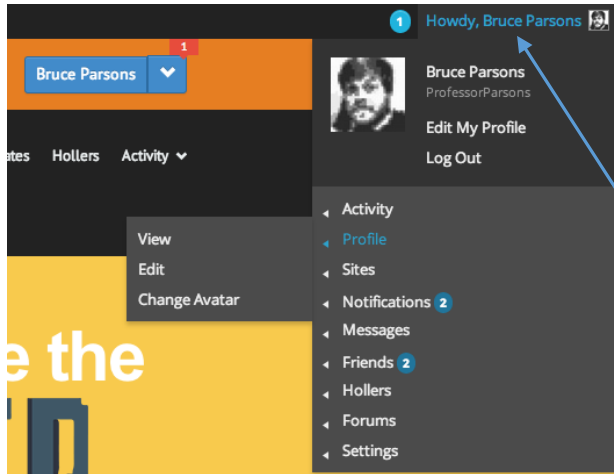 1 Howdy, Bruce Parsons
1
Bruce Parsons
Bruce Parsons
ProfessorParsons
Edit My Profile
Log Out
Hollers Activity
Activity
Profile
Sites
Notifications 2
Messages
Friends 2
Hollers
Forums
Settings
View
Edit
Change Avatar
e the